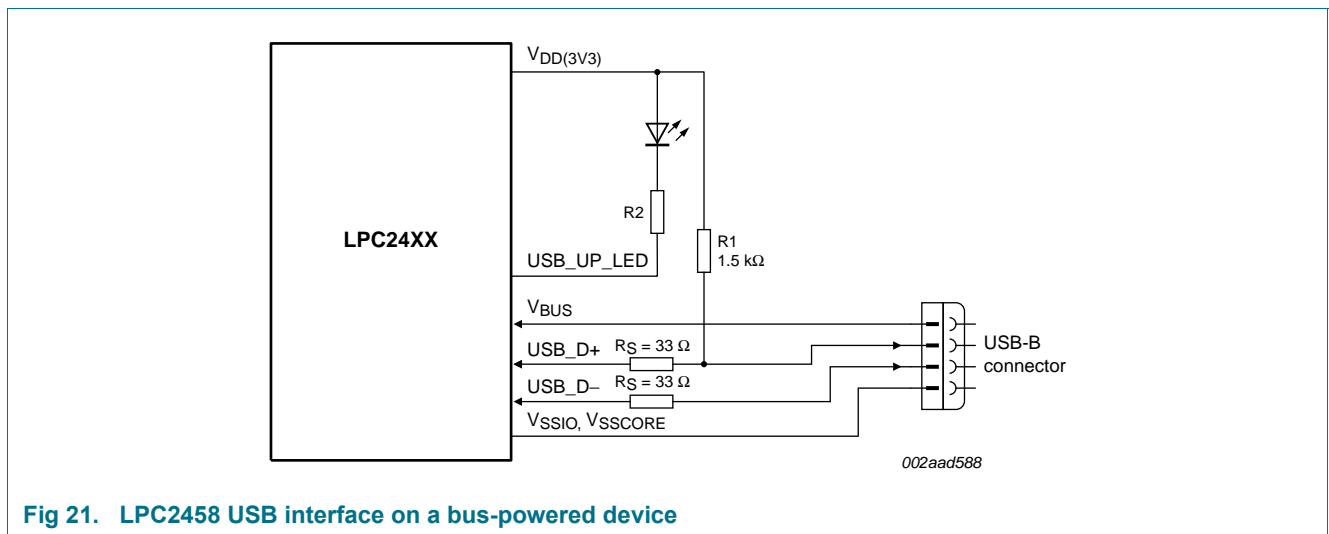 VDD(3V3)
R2
R1
1.5 kΩ
LPC24XX
USB_UP_LED
VBUS
USB_D+
RS = 33 Ω
USB-B
connector
USB_D−
RS = 33 Ω
VSSIO, VSSCORE
002aad588
Fig 21. LPC2458 USB interface on a bus-powered device